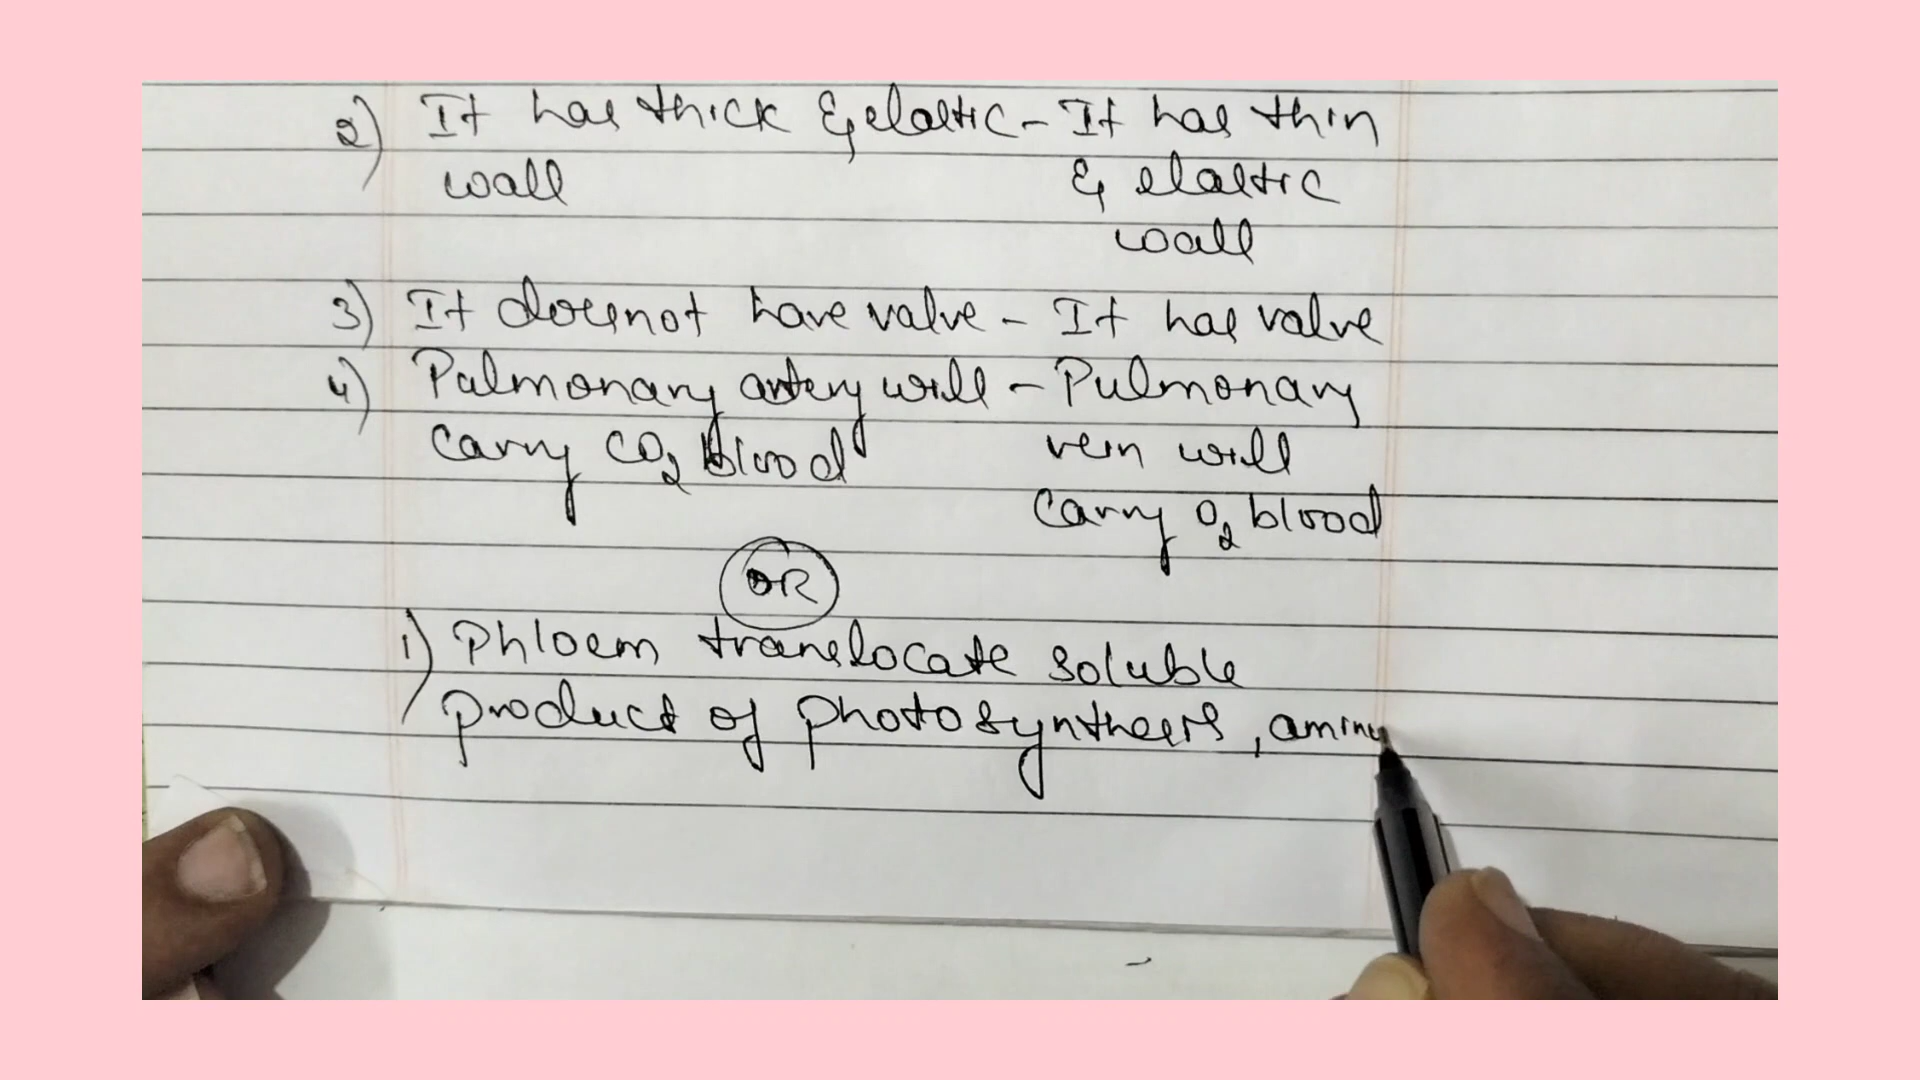 2) It has thick & elastic - It has thin
wall & elastic
wall
3) It doesnot have valve - It has valve
4) Pulmonary artery will - Pulmonary
carry CO2 blood vein will
carry O2 blood
OR
1) Phloem translocate soluble
product of photosynthesis, amino